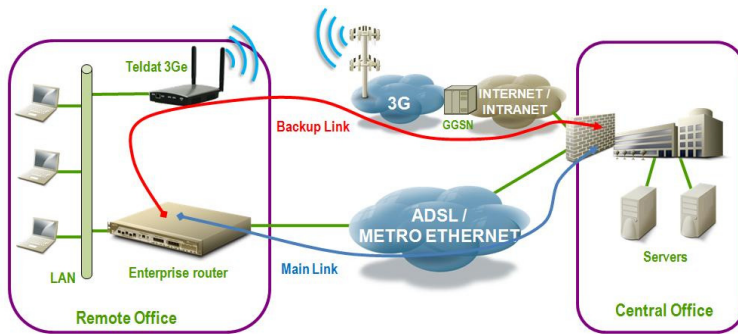 Teldat 3Ge
3G
GGSN
INTERNET /
INTRANET
Backup Link
ADSL /
METRO ETHERNET
LAN
Enterprise router
Main Link
Servers
Remote Office
Central Office